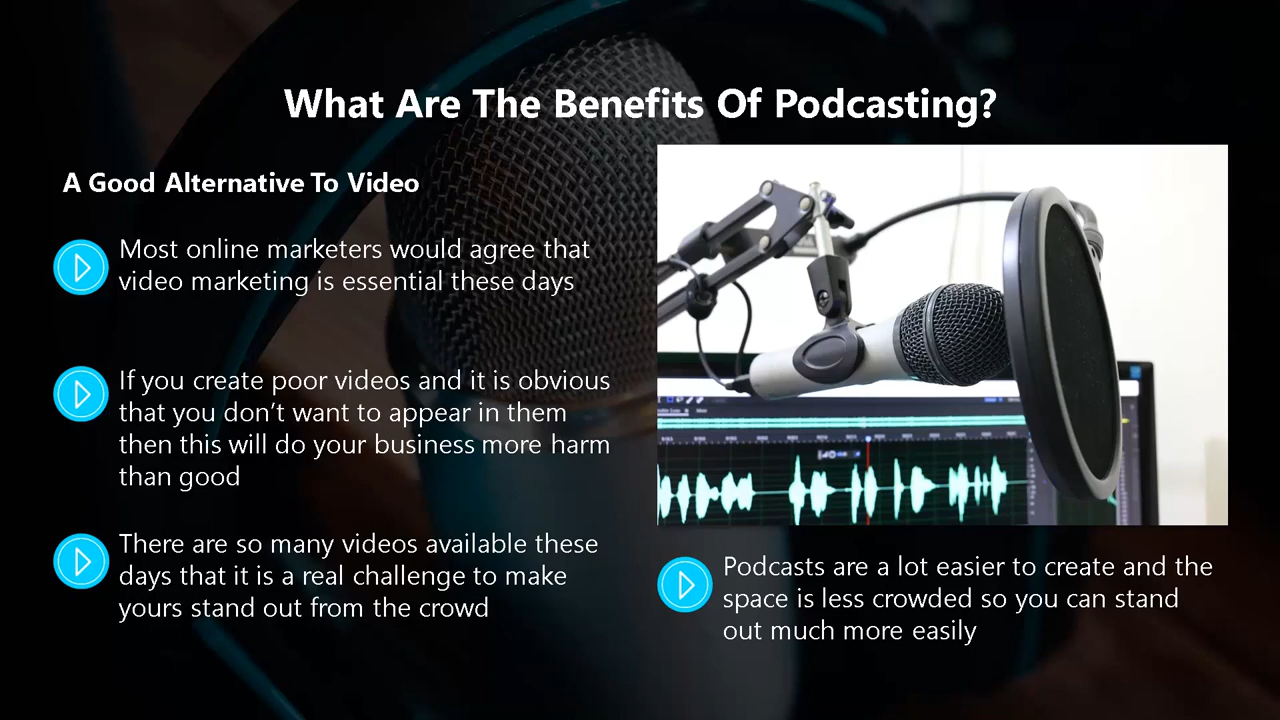 What Are The Benefits Of Podcasting?
A Good Alternative To Video
Most online marketers would agree that
video marketing is essential these days
If you create poor videos and it is obvious
that you don’t want to appear in them
then this will do your business more harm
than good
There are so many videos available these
days that it is a real challenge to make
yours stand out from the crowd
Podcasts are a lot easier to create and the
space is less crowded so you can stand
out much more easily